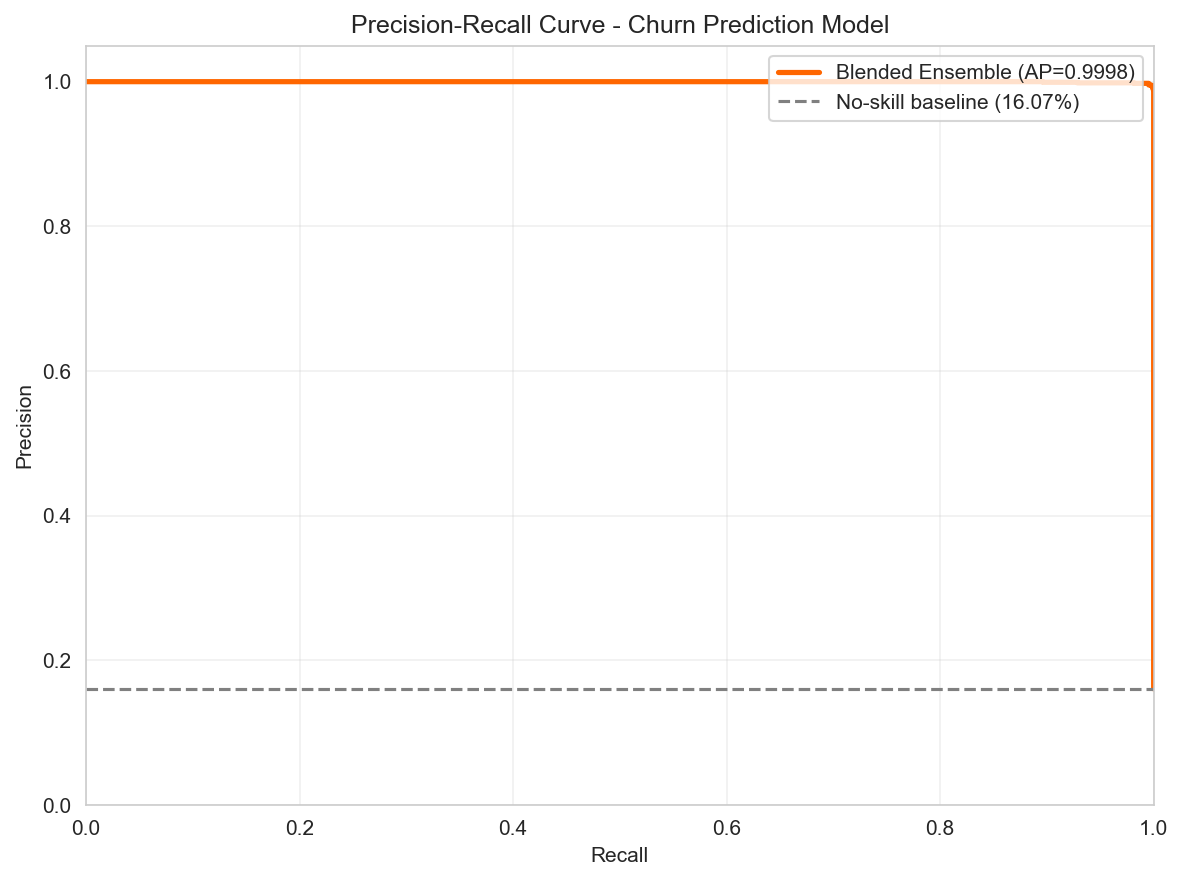 Precision-Recall Curve - Churn Prediction Model
Blended Ensemble (AP=0.9998)
No-skill baseline (16.07%)
Precision
1.0
0.8
0.6
0.4
0.2
0.0
0.0 0.2 0.4 0.6 0.8 1.0
Recall